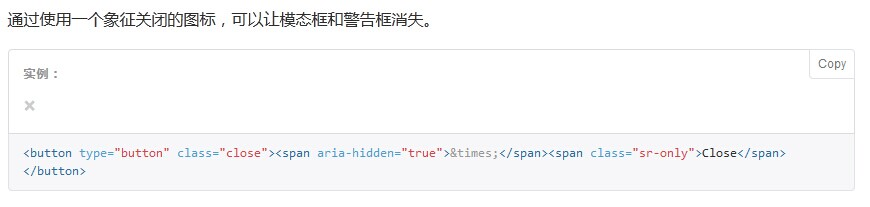 通过使用一个象征关闭的图标，可以让模态框和警告框消失。
Copy
实例：
×
<button type="button" class="close"><span aria-hidden="true">&times;</span><span class="sr-only">Close</span>
</button>